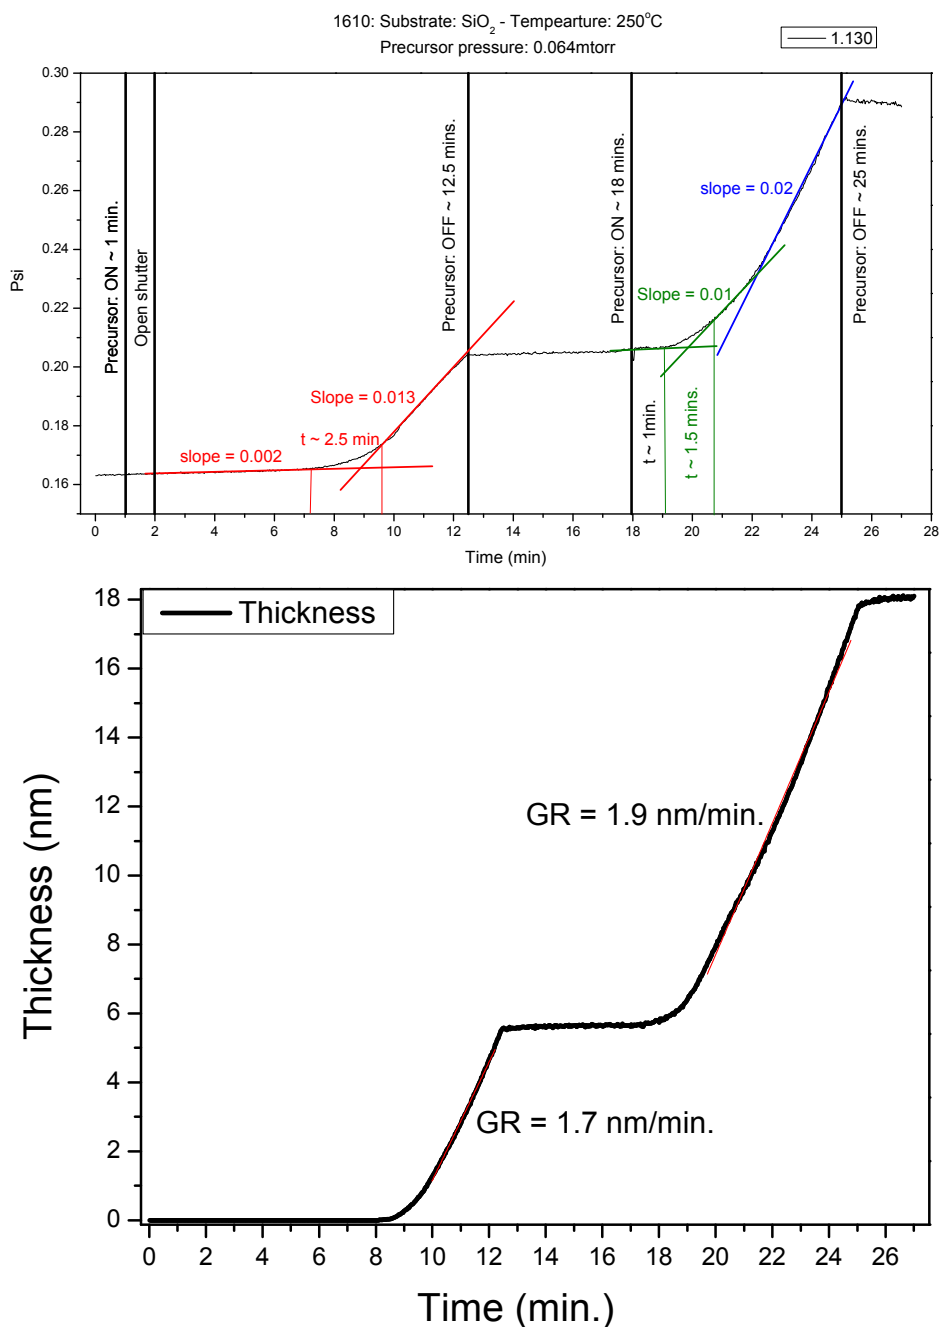 1610: Substrate: SiO2 - Tempearture: 250°C
Precursor pressure: 0.064mtorr
1.130
0.30
0.28
0.26
0.24
0.22
0.20
0.18
0.16
Psi
Precursor: ON ~ 1 min.
Open shutter
Precursor: OFF ~ 12.5 mins.
Precursor: ON ~ 18 mins.
Precursor: OFF ~ 25 mins.
slope = 0.02
Slope = 0.01
Slope = 0.013
t ~ 2.5 min
slope = 0.002
t ~ 1min.
t ~ 1.5 mins.
0 2 4 6 8 10 12 14 16 18 20 22 24 26 28
Time (min)
Thickness
18
16
14
12
10
8
6
4
2
0
Thickness (nm)
GR = 1.9 nm/min.
GR = 1.7 nm/min.
0 2 4 6 8 10 12 14 16 18 20 22 24 26
Time (min.)